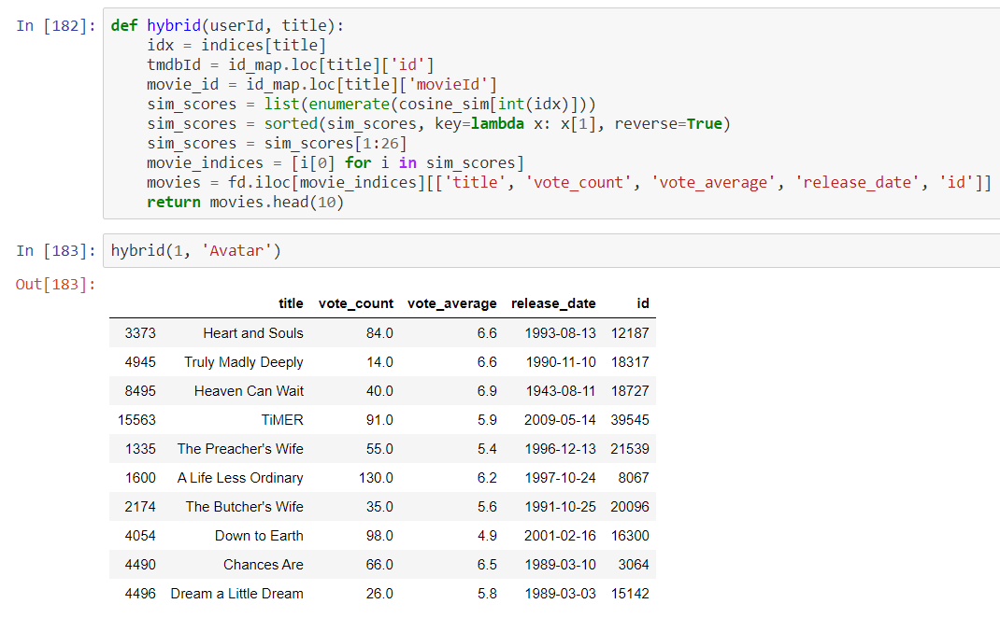 In [182]: def hybrid(userId, title):
    idx = indices[title]
    tmdbId = id_map.loc[title]['id']
    movie_id = id_map.loc[title]['movieId']
    sim_scores = list(enumerate(cosine_sim[int(idx)]))
    sim_scores = sorted(sim_scores, key=lambda x: x[1], reverse=True)
    sim_scores = sim_scores[1:26]
    movie_indices = [i[0] for i in sim_scores]
    movies = fd.iloc[movie_indices][['title', 'vote_count', 'vote_average', 'release_date', 'id']]
    return movies.head(10)
In [183]: hybrid(1, 'Avatar')
Out[183]:
title vote_count vote_average release_date id
3373 Heart and Souls 84.0 6.6 1993-08-13 12187
4945 Truly Madly Deeply 14.0 6.6 1990-11-10 18317
8495 Heaven Can Wait 40.0 6.9 1943-08-11 18727
15563 TiMER 91.0 5.9 2009-05-14 39545
1335 The Preacher's Wife 55.0 5.4 1996-12-13 21539
1600 A Life Less Ordinary 130.0 6.2 1997-10-24 8067
2174 The Butcher's Wife 35.0 5.6 1991-10-25 20096
4054 Down to Earth 98.0 4.9 2001-02-16 16300
4490 Chances Are 66.0 6.5 1989-03-10 3064
4496 Dream a Little Dream 26.0 5.8 1989-03-03 15142